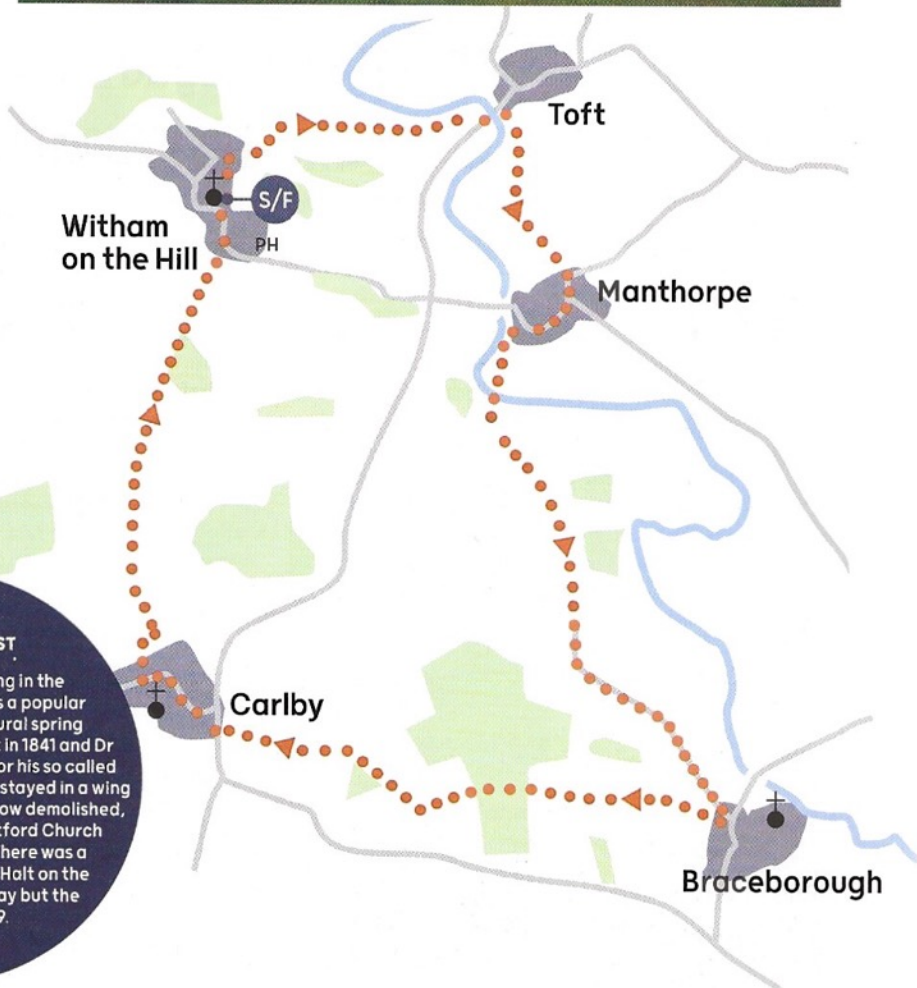 Toft
S/F
Witham
on the Hill
PH
Manthorpe
Carlby
Braceborough
ST
ng in the
s a popular
ural spring
in 1841 and Dr
or his so called
stayed in a wing
ow demolished,
tford Church
here was a
Halt on the
ay but the
9.